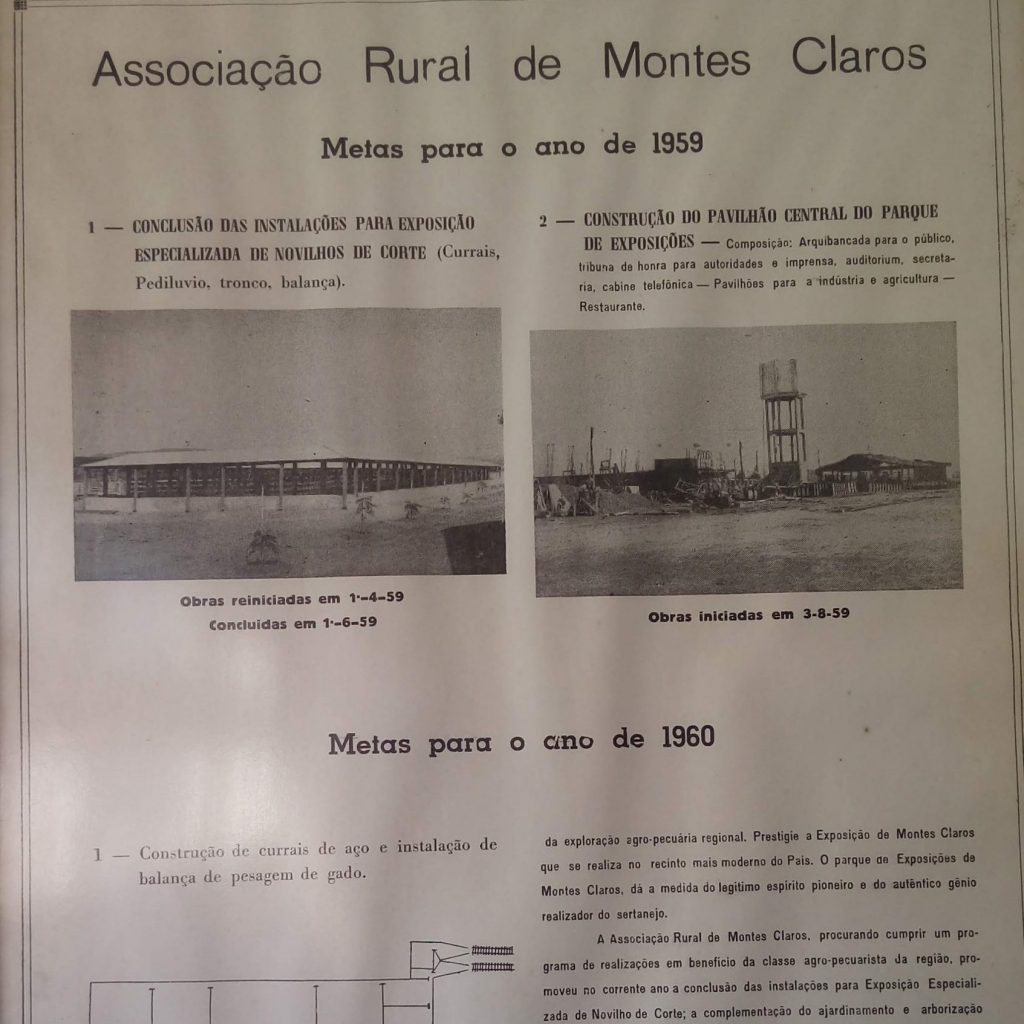 Associação Rural de Montes Claros
Metas para o ano de 1959
1 — CONCLUSÃO DAS INSTALAÇÕES PARA EXPOSIÇÃO
ESPECIALIZADA DE NOVILHOS DE CORTE (Currais,
Pediluvio, tronco, balança).
2 — CONSTRUÇÃO DO PAVILHÃO CENTRAL DO PARQUE
DE EXPOSIÇÕES — Composição: Arquibancada para o público,
tribuna de honra para autoridades e imprensa, auditorium, secreta-
ria, cabine telefônica — Pavilhões para a indústria e agricultura —
Restaurante.
Obras reiniciadas em 1·-4-59
Concluidas em 1·-6-59
Obras iniciadas em 3-8-59
Metas para o ano de 1960
1 — Construção de currais de aço e instalação de
balança de pesagem de gado.
da exploração agro-pecuária regional. Prestigie a Exposição de Montes Claros
que se realiza no recinto mais moderno do País. O parque de Exposições de
Montes Claros, dá a medida do legitimo espírito pioneiro e do autêntico gênio
realizador do sertanejo.
A Associação Rural de Montes Claros, procurando cumprir um pro-
grama de realizações em beneficio da classe agro-pecuarista da região, pro-
moveu no corrente ano a conclusão das instalações para Exposição Especiali-
zada de Novilho de Corte; a complementação do ajardinamento e arborização